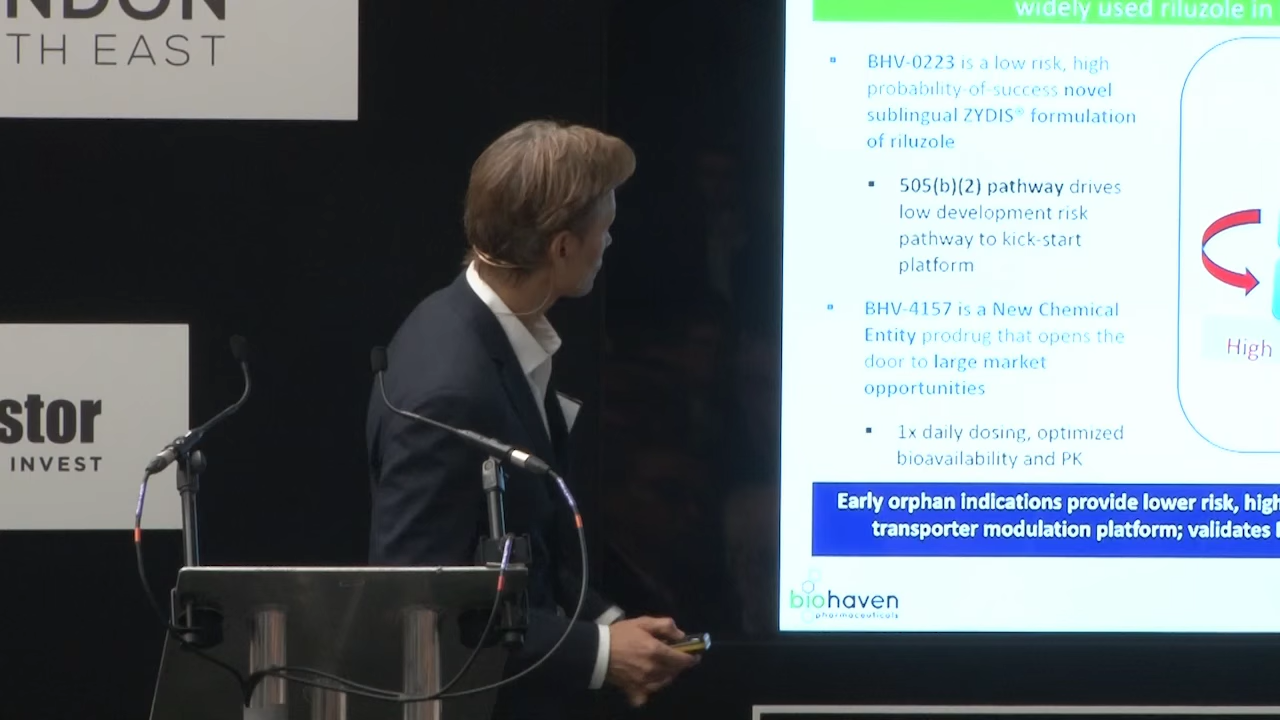 NDON
TH EAST
stor
INVEST
widely used riluzole in
BHV-0223 is a low risk, high
probability-of-success novel
sublingual ZYDIS® formulation
of riluzole
505(b)(2) pathway drives
low development risk
pathway to kick-start
platform
BHV-4157 is a New Chemical
Entity prodrug that opens the
door to large market
opportunities
1x daily dosing, optimized
bioavailability and PK
High
Early orphan indications provide lower risk, high
transporter modulation platform; validates
biohaven
pharmaceuticals